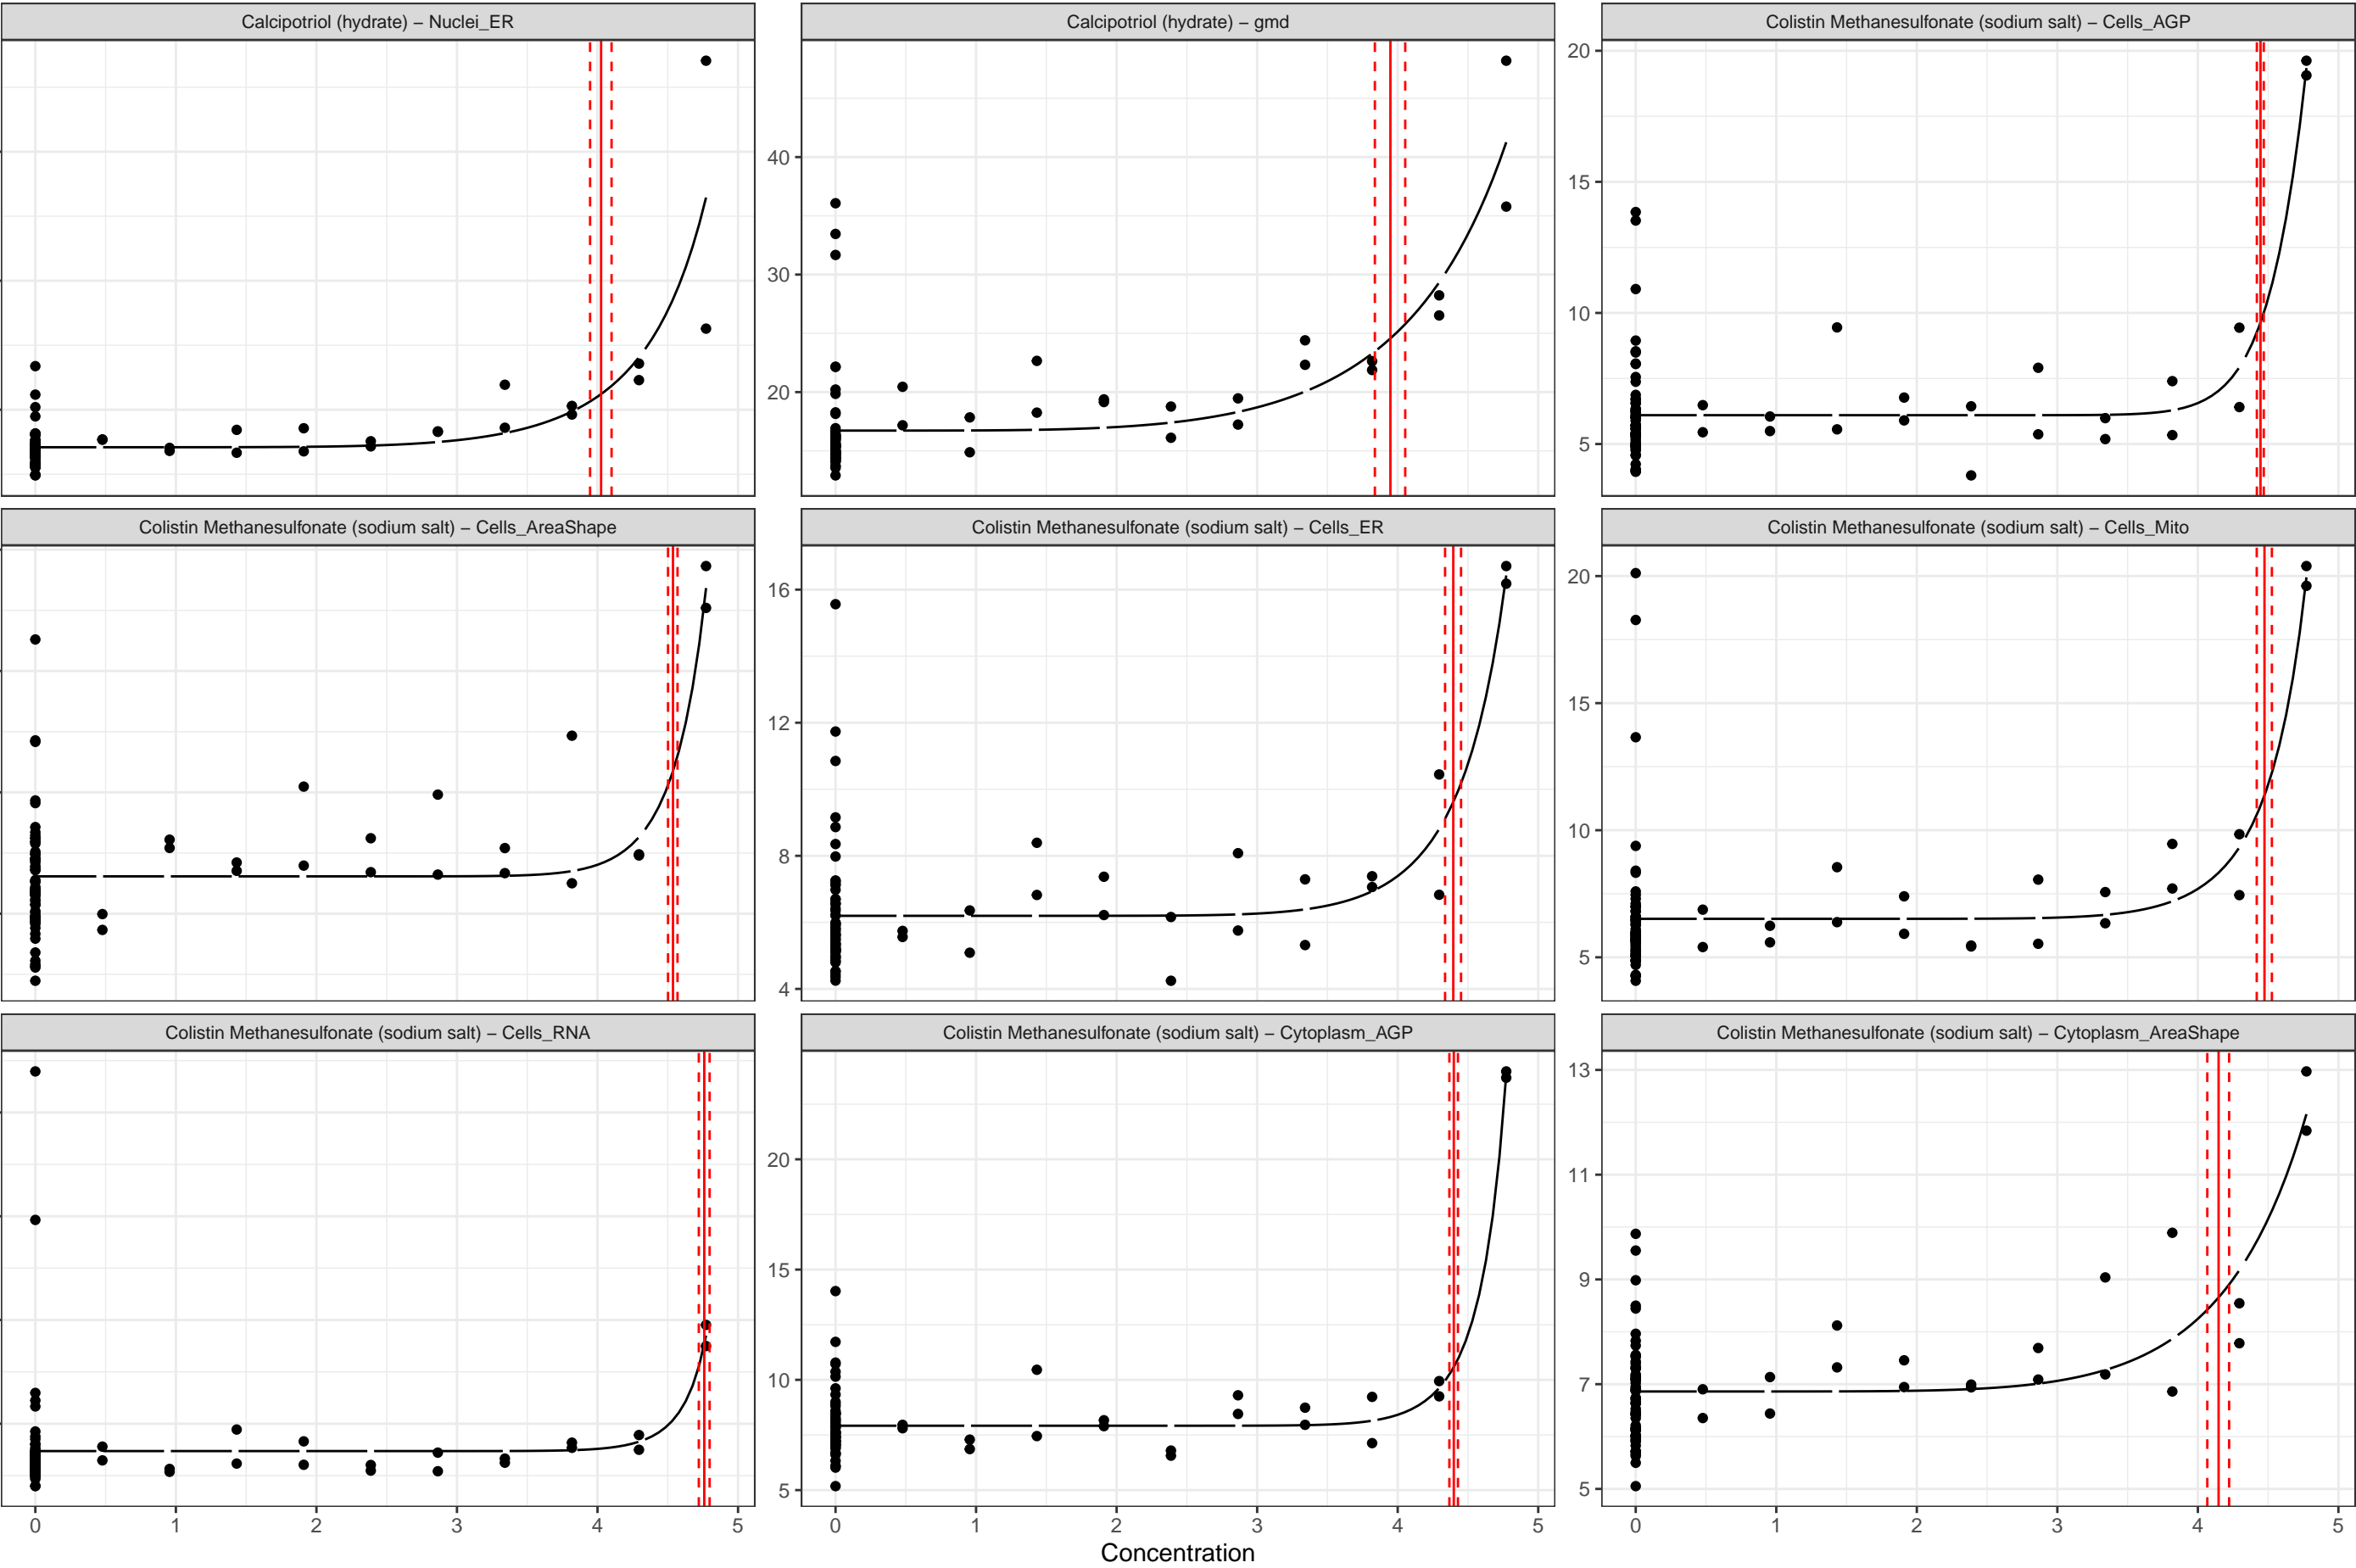 Calcipotriol (hydrate) − Nuclei_ER
Calcipotriol (hydrate) − gmd
40
30
20
Colistin Methanesulfonate (sodium salt) − Cells_AGP
20
15
10
5
Colistin Methanesulfonate (sodium salt) − Cells_AreaShape
Colistin Methanesulfonate (sodium salt) − Cells_ER
16
12
8
4
Colistin Methanesulfonate (sodium salt) − Cells_Mito
20
15
10
5
Colistin Methanesulfonate (sodium salt) − Cells_RNA
0 1 2 3 4 5
Colistin Methanesulfonate (sodium salt) − Cytoplasm_AGP
20
15
10
5
0 1 2 3 4 5
Colistin Methanesulfonate (sodium salt) − Cytoplasm_AreaShape
13
11
9
7
5
0 1 2 3 4 5
Concentration